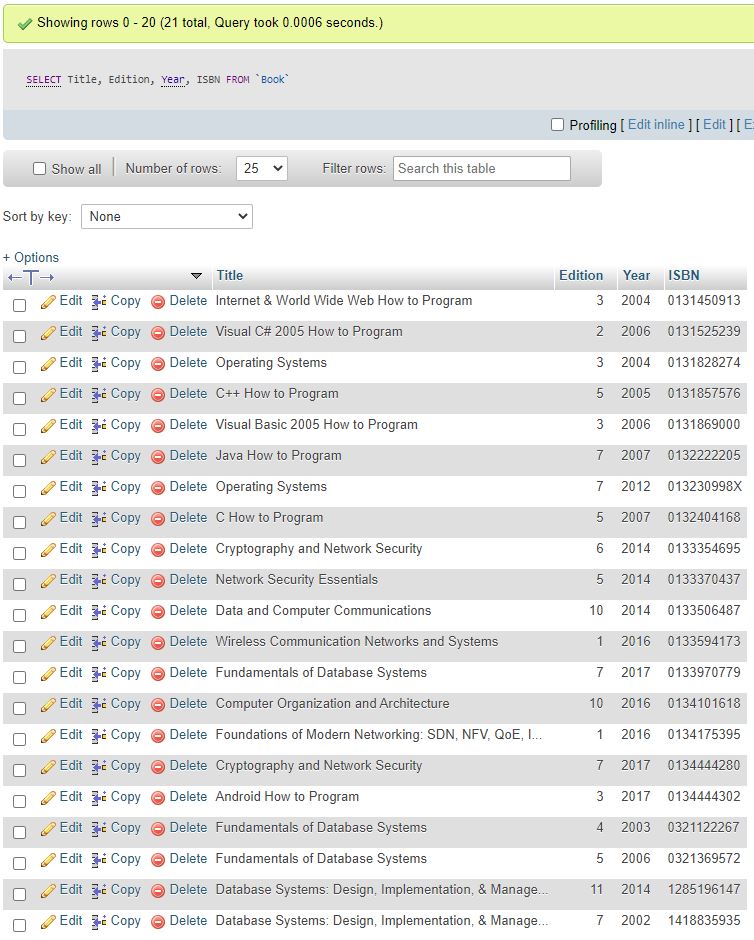 Showing rows 0 - 20 (21 total, Query took 0.0006 seconds.)
SELECT Title, Edition, Year, ISBN FROM `Book`
Profiling [ Edit inline ] [ Edit ] [ E
Show all Number of rows: 25 Filter rows: Search this table
Sort by key: None
+ Options
←T→ Title Edition Year ISBN
Edit Copy Delete Internet & World Wide Web How to Program 3 2004 0131450913
Edit Copy Delete Visual C# 2005 How to Program 2 2006 0131525239
Edit Copy Delete Operating Systems 3 2004 0131828274
Edit Copy Delete C++ How to Program 5 2005 0131857576
Edit Copy Delete Visual Basic 2005 How to Program 3 2006 0131869000
Edit Copy Delete Java How to Program 7 2007 0132222205
Edit Copy Delete Operating Systems 7 2012 013230998X
Edit Copy Delete C How to Program 5 2007 0132404168
Edit Copy Delete Cryptography and Network Security 6 2014 0133354695
Edit Copy Delete Network Security Essentials 5 2014 0133370437
Edit Copy Delete Data and Computer Communications 10 2014 0133506487
Edit Copy Delete Wireless Communication Networks and Systems 1 2016 0133594173
Edit Copy Delete Fundamentals of Database Systems 7 2017 0133970779
Edit Copy Delete Computer Organization and Architecture 10 2016 0134101618
Edit Copy Delete Foundations of Modern Networking: SDN, NFV, QoE, I... 1 2016 0134175395
Edit Copy Delete Cryptography and Network Security 7 2017 0134444280
Edit Copy Delete Android How to Program 3 2017 0134444302
Edit Copy Delete Fundamentals of Database Systems 4 2003 0321122267
Edit Copy Delete Fundamentals of Database Systems 5 2006 0321369572
Edit Copy Delete Database Systems: Design, Implementation, & Manage... 11 2014 1285196147
Edit Copy Delete Database Systems: Design, Implementation, & Manage... 7 2002 1418835935